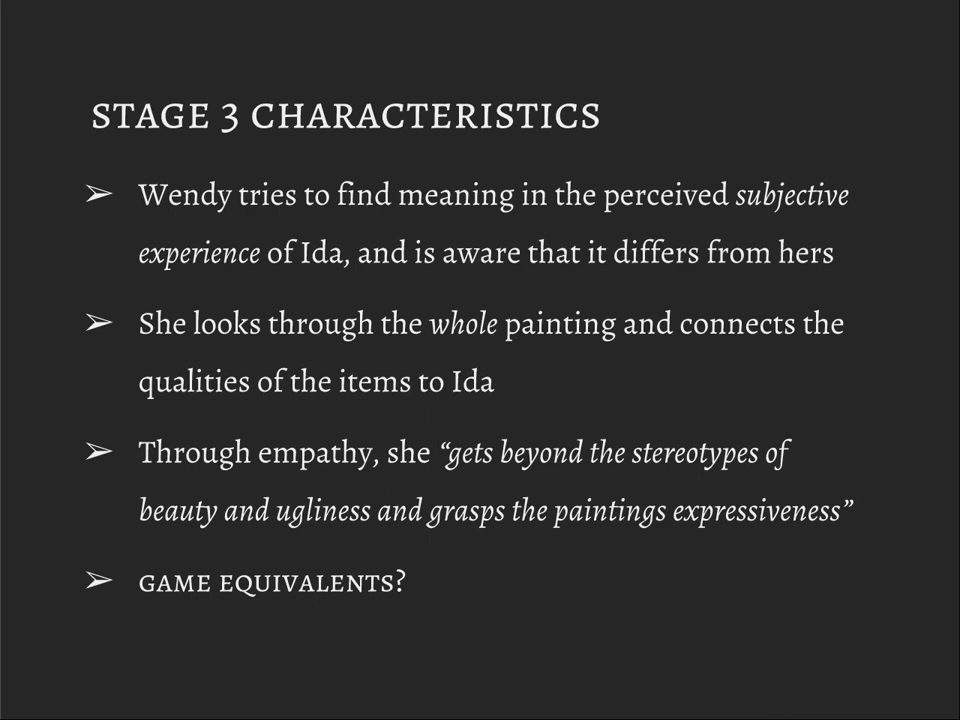 STAGE 3 CHARACTERISTICS
➢ Wendy tries to find meaning in the perceived subjective
experience of Ida, and is aware that it differs from hers
➢ She looks through the whole painting and connects the
qualities of the items to Ida
➢ Through empathy, she “gets beyond the stereotypes of
beauty and ugliness and grasps the paintings expressiveness”
➢ GAME EQUIVALENTS?